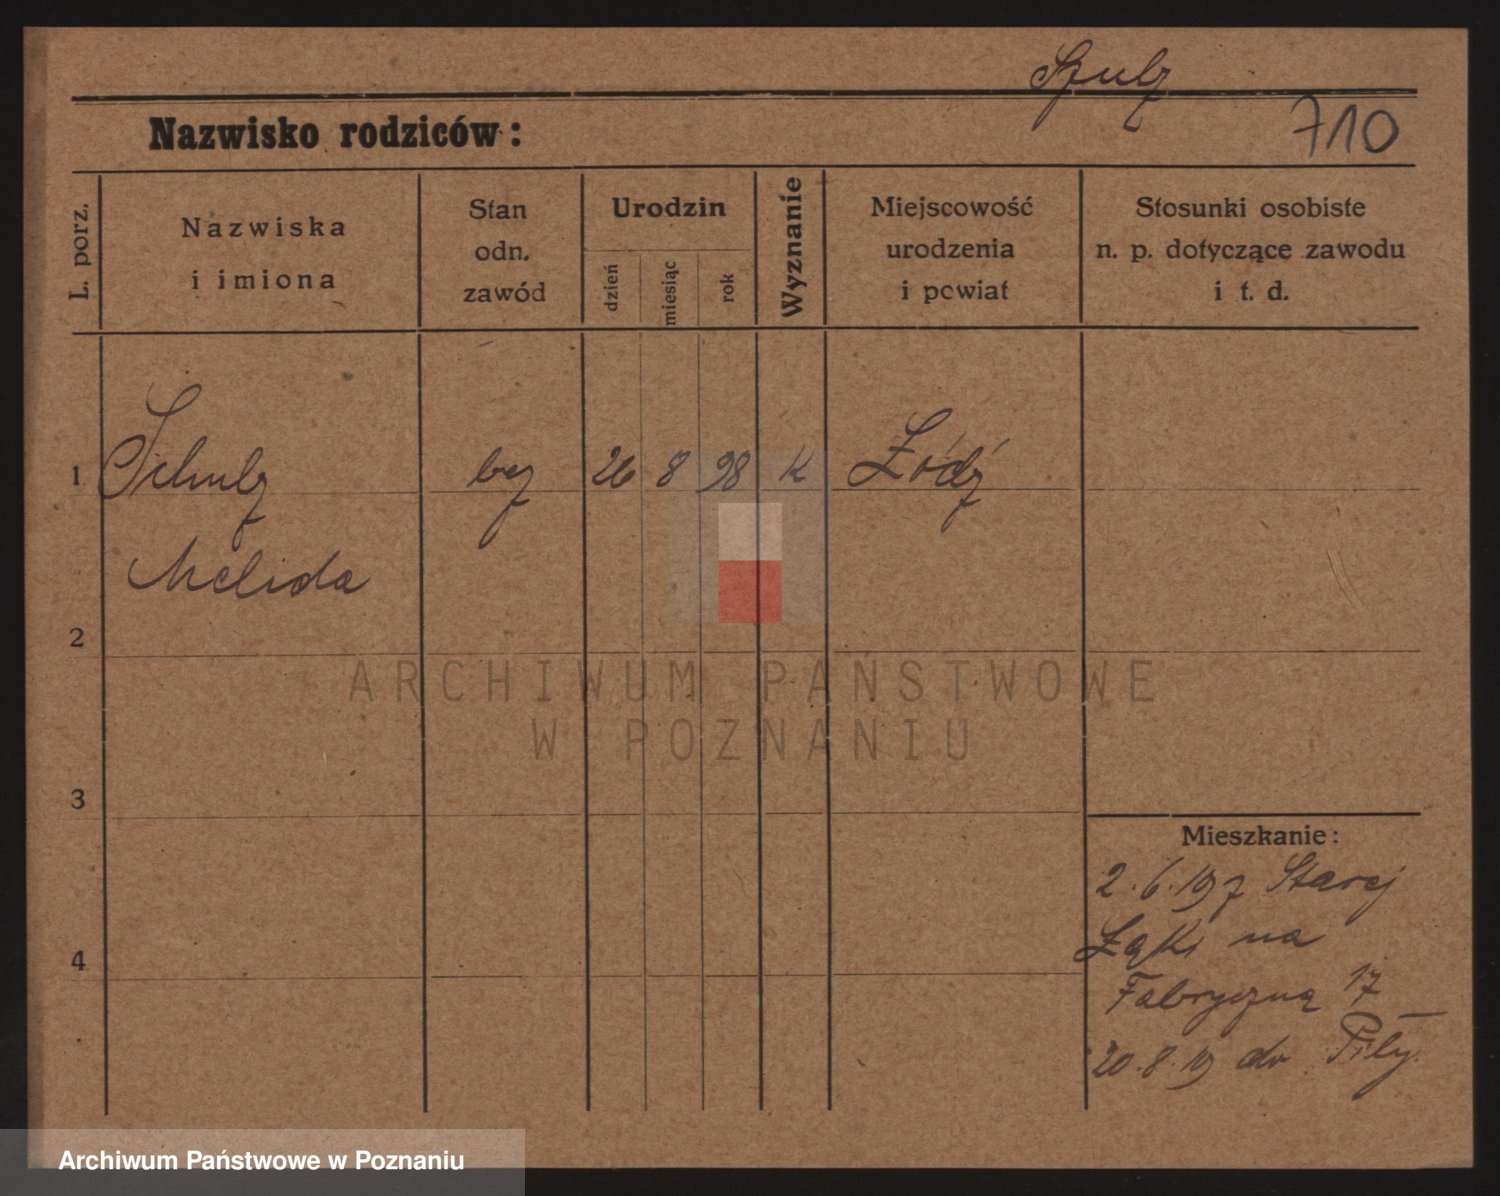 Szulz
Nazwisko rodziców:
710
L. porz.
Nazwiska
i imiona
Stan
odn.
zawód
Urodzin
dzień
miesiąc
rok
Wyznanie
Miejscowość
urodzenia
i powiat
Stosunki osobiste
n. p. dotyczące zawodu
i t. d.
1 Schulz bez 26 8 98 K Łódź
Melida
2
3
4
Mieszkanie:
2.6.19 z Starej
Łąki na
Fabryczną 17
20.8.19 do Piły.
ARCHIWUM PAŃSTWOWE
W POZNANIU
Archiwum Państwowe w Poznaniu